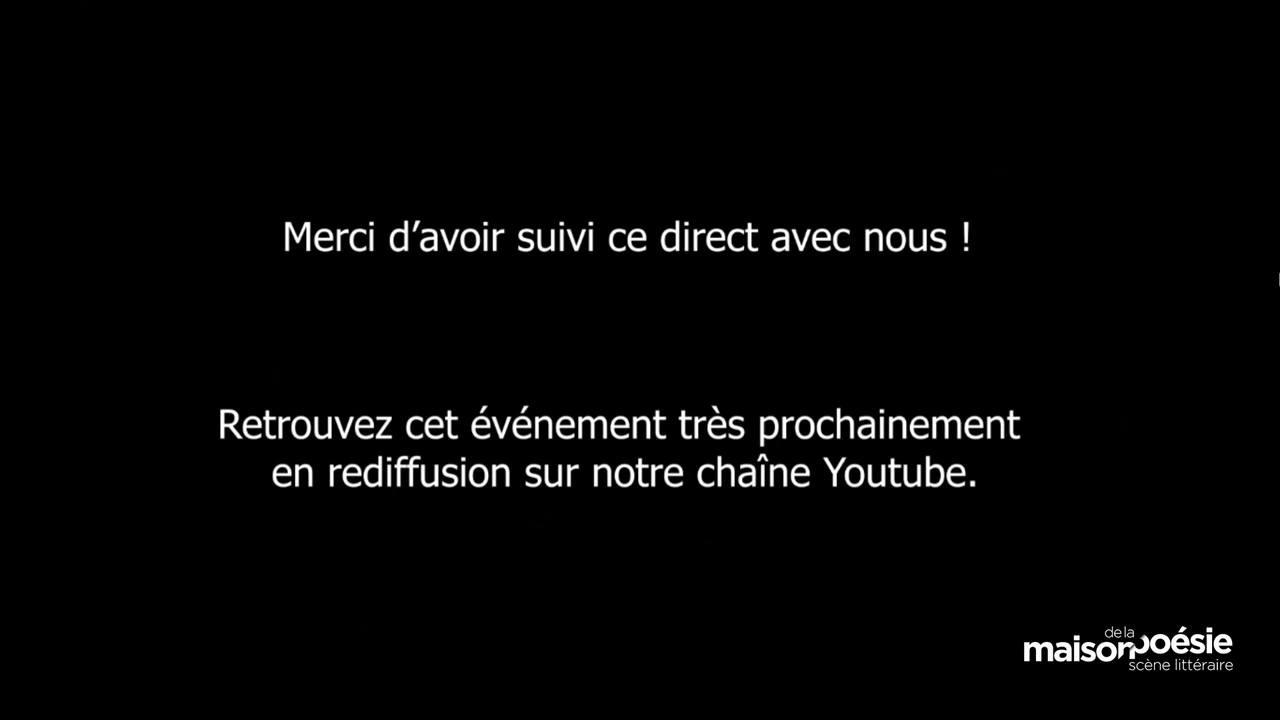 Merci d’avoir suivi ce direct avec nous !
Retrouvez cet événement très prochainement
en rediffusion sur notre chaîne Youtube.
maison de la poésie
scène littéraire